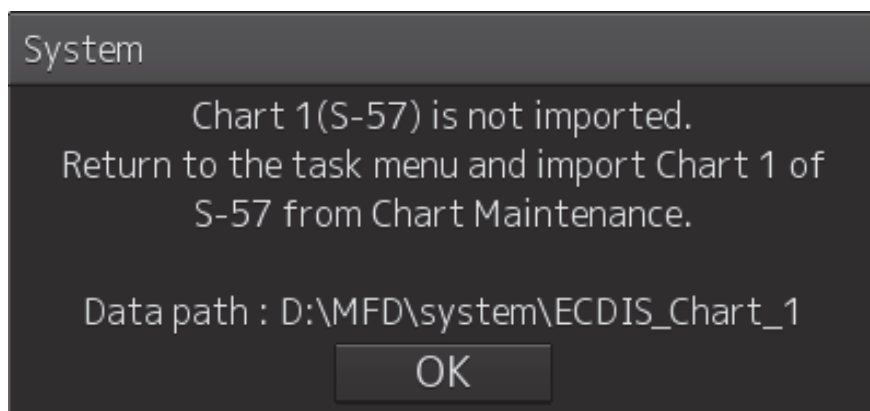 System
Chart 1(S-57) is not imported.
Return to the task menu and import Chart 1 of
S-57 from Chart Maintenance.
Data path : D:\MFD\system\ECDIS_Chart_1
OK